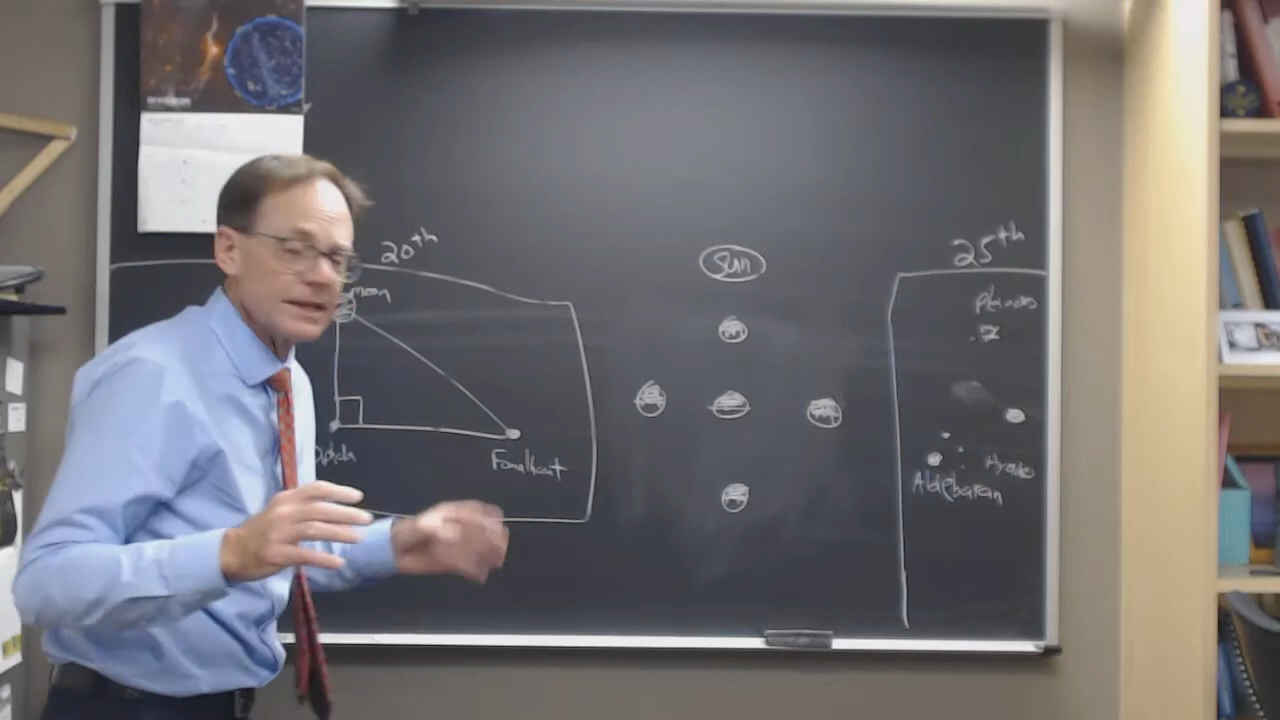 20th
moon
Fomalhaut
Sun
25th
Pleiades
Hyades
Aldebaran